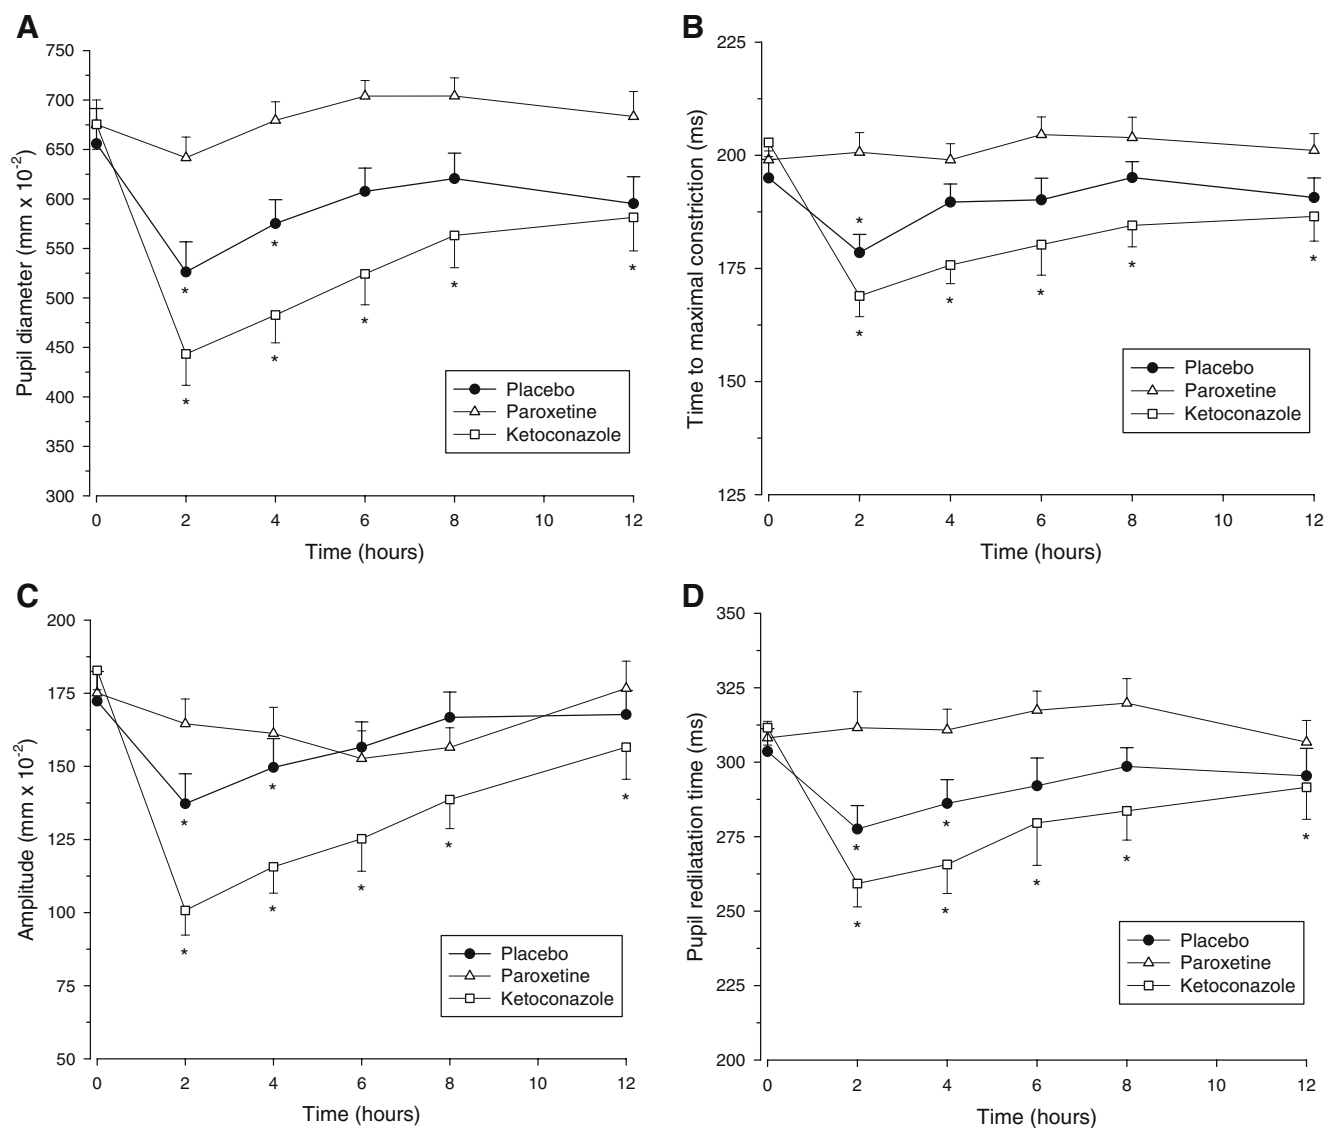 A
750
700
650
600
550
500
450
400
350
300
Pupil diameter (mm x 10-2)
*
*
*
*
*
*
*
Placebo
Paroxetine
Ketoconazole
0 2 4 6 8 10 12
Time (hours)
B
225
200
175
150
125
Time to maximal constriction (ms)
*
*
*
*
*
*
Placebo
Paroxetine
Ketoconazole
0 2 4 6 8 10 12
Time (hours)
C
200
175
150
125
100
75
50
Amplitude (mm x 10-2)
*
*
*
*
*
*
*
Placebo
Paroxetine
Ketoconazole
0 2 4 6 8 10 12
Time (hours)
D
350
325
300
275
250
225
200
Pupil redilatation time (ms)
*
*
*
*
*
*
*
Placebo
Paroxetine
Ketoconazole
0 2 4 6 8 10 12
Time (hours)